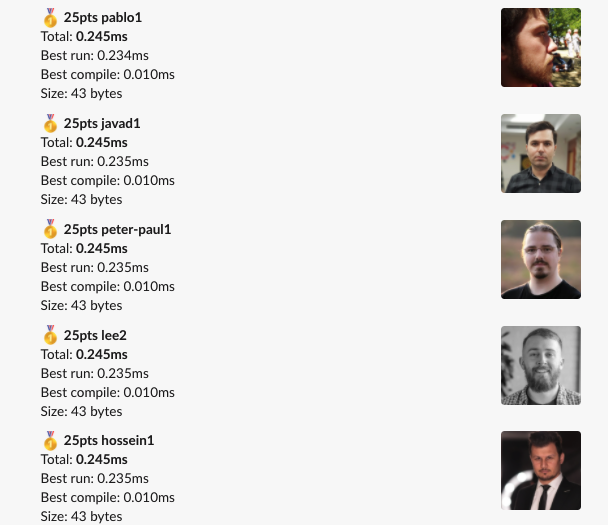 25pts pablo1
Total: 0.245ms
Best run: 0.234ms
Best compile: 0.010ms
Size: 43 bytes
25pts javad1
Total: 0.245ms
Best run: 0.235ms
Best compile: 0.010ms
Size: 43 bytes
25pts peter-paul1
Total: 0.245ms
Best run: 0.235ms
Best compile: 0.010ms
Size: 43 bytes
25pts lee2
Total: 0.245ms
Best run: 0.235ms
Best compile: 0.010ms
Size: 43 bytes
25pts hossein1
Total: 0.245ms
Best run: 0.235ms
Best compile: 0.010ms
Size: 43 bytes